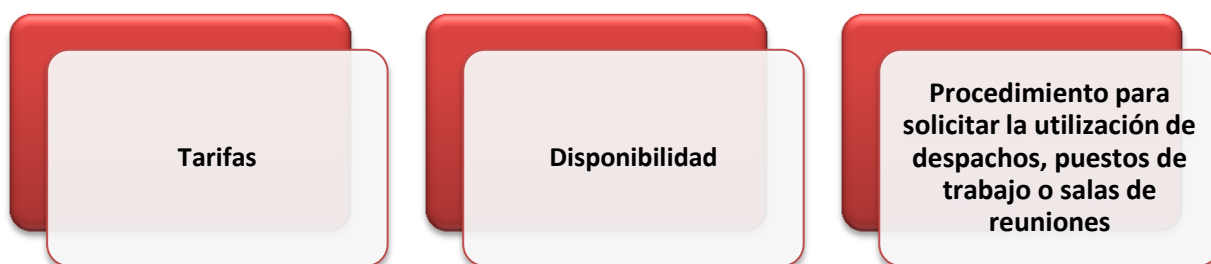 Tarifas
Disponibilidad
Procedimiento para
solicitar la utilización de
despachos, puestos de
trabajo o salas de
reuniones